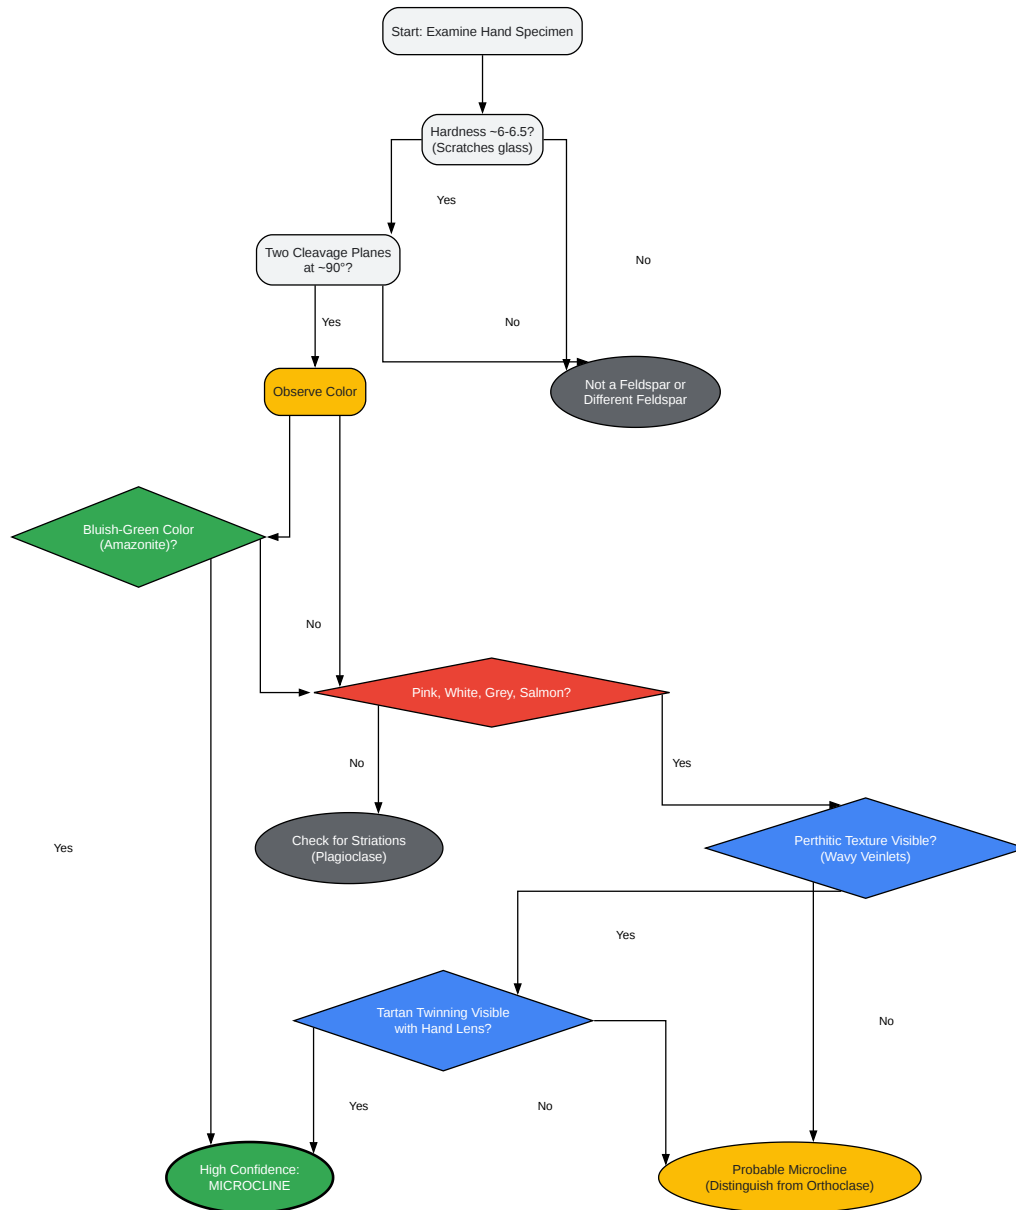 Start: Examine Hand Specimen
Hardness ~6-6.5?
(Scratches glass)
Yes
Two Cleavage Planes
at ~90°?
No
Yes
No
Observe Color
Not a Feldspar or
Different Feldspar
Bluish-Green Color
(Amazonite)?
No
Pink, White, Grey, Salmon?
No
Yes
Check for Striations
(Plagioclase)
Perthitic Texture Visible?
(Wavy Veinlets)
Yes
Yes
Tartan Twinning Visible
with Hand Lens?
No
Yes
No
High Confidence:
MICROCLINE
Probable Microcline
(Distinguish from Orthoclase)